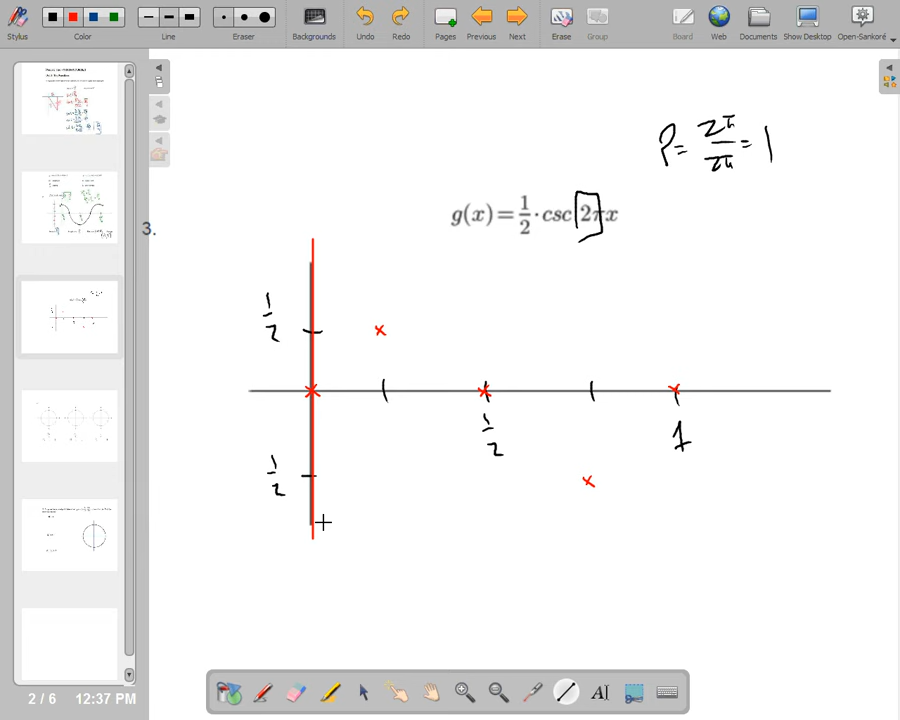 Stylus
Color
Line
Eraser
Backgrounds
Undo
Redo
Pages
Previous
Next
Erase
Group
Board
Web
Documents
Show Desktop
Open-Sankoré
P = 2π/2π = 1
3.
g(x) = 1/2 · csc 2πx
1/2
1/2
1/2
1
2 / 6
12:37 PM